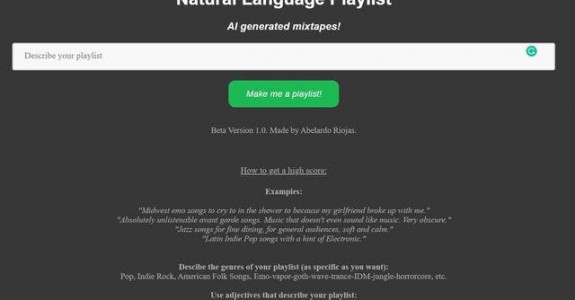 Natural Language Playlist
AI generated mixtapes!
Describe your playlist
Make me a playlist!
Beta Version 1.0. Made by Abelardo Riojas.
How to get a high score:
Examples:
"Midwest emo songs to cry to in the shower to because my girlfriend broke up with me."
"Absolutely unlistenable avant garde songs. Music that doesn't even sound like music. Very obscure."
"Jazz songs for fine dining, for general audiences, soft and calm."
"Latin Indie Pop songs with a hint of Electronic."
Describe the genres of your playlist (as specific as you want):
Pop, Indie Rock, American Folk Songs, Emo-vapor-goth-wave-trance-IDM-jungle-horrorcore, etc.
Use adjectives that describe your playlist: